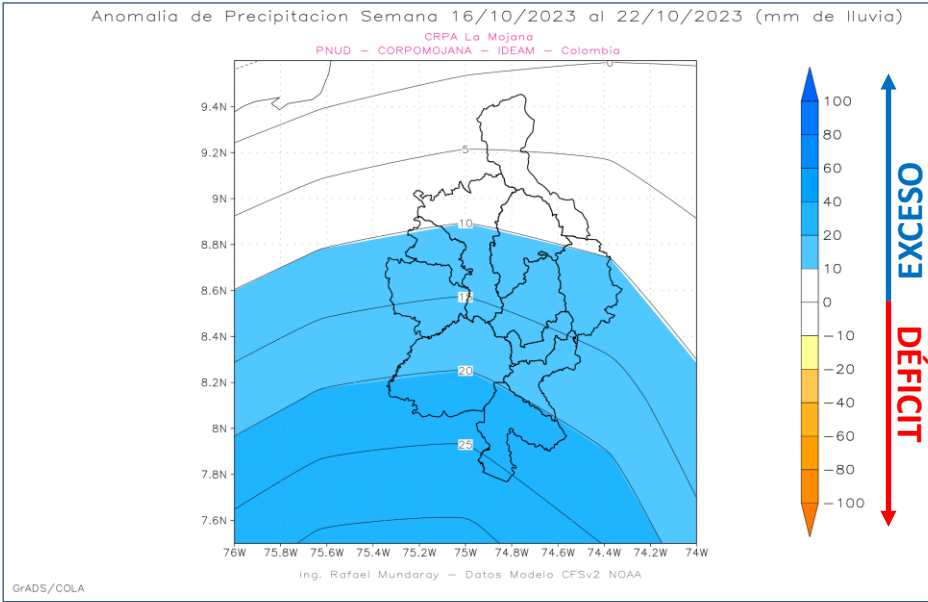 Anomalia de Precipitacion Semana 16/10/2023 al 22/10/2023 (mm de lluvia)
CRPA La Mojana
PNUD – CORPOMOJANA – IDEAM – Colombia
0
5
10
15
20
25
9.4N
9.2N
9N
8.8N
8.6N
8.4N
8.2N
8N
7.8N
7.6N
76W 75.8W 75.6W 75.4W 75.2W 75W 74.8W 74.6W 74.4W 74.2W 74W
100
80
60
40
20
10
0
−10
−20
−40
−60
−80
−100
EXCESO
DÉFICIT
Ing. Rafael Mundaray – Datos Modelo CFSv2 NOAA
GrADS/COLA